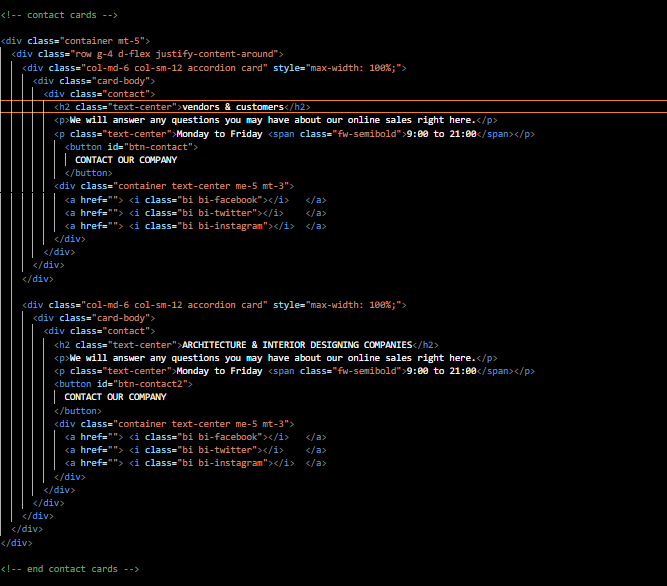 <!-- contact cards -->
<div class="container mt-5">
<div class="row g-4 d-flex justify-content-around">
<div class="col-md-6 col-sm-12 accordion card" style="max-width: 100%;">
<div class="card-body">
<div class="contact">
<h2 class="text-center">vendors & customers</h2>
<p>We will answer any questions you may have about our online sales right here.</p>
<p class="text-center">Monday to Friday <span class="fw-semibold">9:00 to 21:00</span></p>
<button id="btn-contact">
CONTACT OUR COMPANY
</button>
<div class="container text-center me-5 mt-3">
<a href=""> <i class="bi bi-facebook"></i>   </a>
<a href=""> <i class="bi bi-twitter"></i>    </a>
<a href=""> <i class="bi bi-instagram"></i>  </a>
</div>
</div>
</div>
</div>
<div class="col-md-6 col-sm-12 accordion card" style="max-width: 100%;">
<div class="card-body">
<div class="contact">
<h2 class="text-center">ARCHITECTURE & INTERIOR DESIGNING COMPANIES</h2>
<p>We will answer any questions you may have about our online sales right here.</p>
<p class="text-center">Monday to Friday <span class="fw-semibold">9:00 to 21:00</span></p>
<button id="btn-contact2">
CONTACT OUR COMPANY
</button>
<div class="container text-center me-5 mt-3">
<a href=""> <i class="bi bi-facebook"></i>   </a>
<a href=""> <i class="bi bi-twitter"></i>    </a>
<a href=""> <i class="bi bi-instagram"></i>  </a>
</div>
</div>
</div>
</div>
</div>
</div>
<!-- end contact cards -->